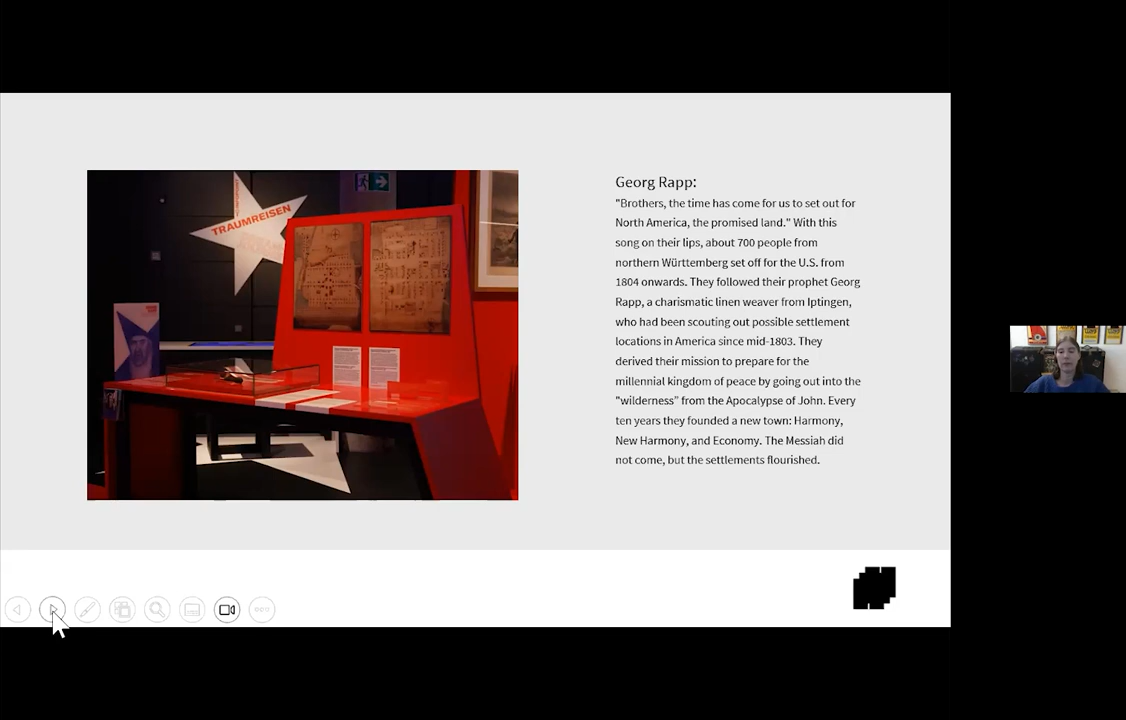 TRAUMREISEN
Georg Rapp:
"Brothers, the time has come for us to set out for
North America, the promised land." With this
song on their lips, about 700 people from
northern Württemberg set off for the U.S. from
1804 onwards. They followed their prophet Georg
Rapp, a charismatic linen weaver from Iptingen,
who had been scouting out possible settlement
locations in America since mid-1803. They
derived their mission to prepare for the
millennial kingdom of peace by going out into the
"wilderness" from the Apocalypse of John. Every
ten years they founded a new town: Harmony,
New Harmony, and Economy. The Messiah did
not come, but the settlements flourished.